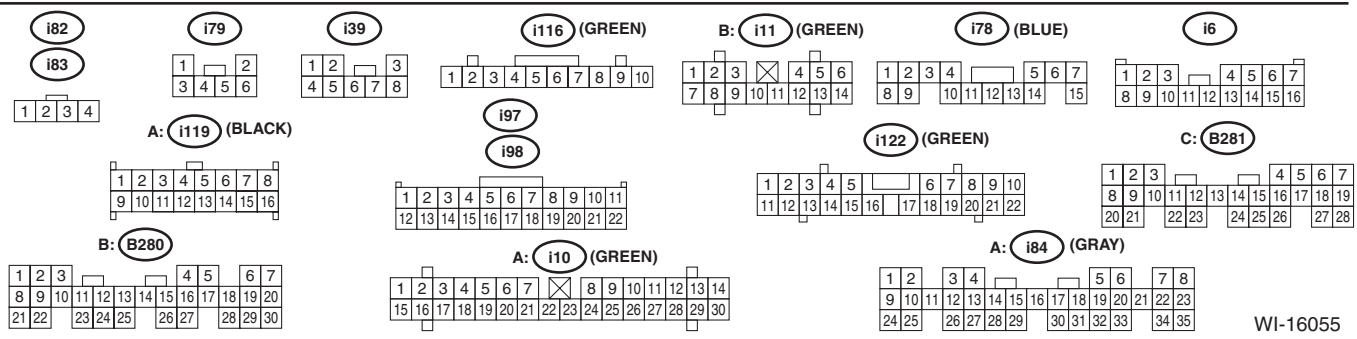 i82
i83
1 2 3 4
i79
1 2
3 4 5 6
i39
1 2 3
4 5 6 7 8
i116 (GREEN)
1 2 3 4 5 6 7 8 9 10
B: i11 (GREEN)
1 2 3 4 5 6
7 8 9 10 11 12 13 14
i78 (BLUE)
1 2 3 4 5 6 7
8 9 10 11 12 13 14 15
i6
1 2 3 4 5 6 7
8 9 10 11 12 13 14 15 16
A: i119 (BLACK)
1 2 3 4 5 6 7 8
9 10 11 12 13 14 15 16
i97
i98
1 2 3 4 5 6 7 8 9 10 11
12 13 14 15 16 17 18 19 20 21 22
i122 (GREEN)
1 2 3 4 5 6 7 8 9 10
11 12 13 14 15 16 17 18 19 20 21 22
C: B281
1 2 3 4 5 6 7
8 9 10 11 12 13 14 15 16 17 18 19
20 21 22 23 24 25 26 27 28
B: B280
1 2 3 4 5 6 7
8 9 10 11 12 13 14 15 16 17 18 19 20
21 22 23 24 25 26 27 28 29 30
A: i10 (GREEN)
1 2 3 4 5 6 7 8 9 10 11 12 13 14
15 16 17 18 19 20 21 22 23 24 25 26 27 28 29 30
A: i84 (GRAY)
1 2 3 4 5 6 7 8
9 10 11 12 13 14 15 16 17 18 19 20 21 22 23
24 25 26 27 28 29 30 31 32 33 34 35
WI-16055